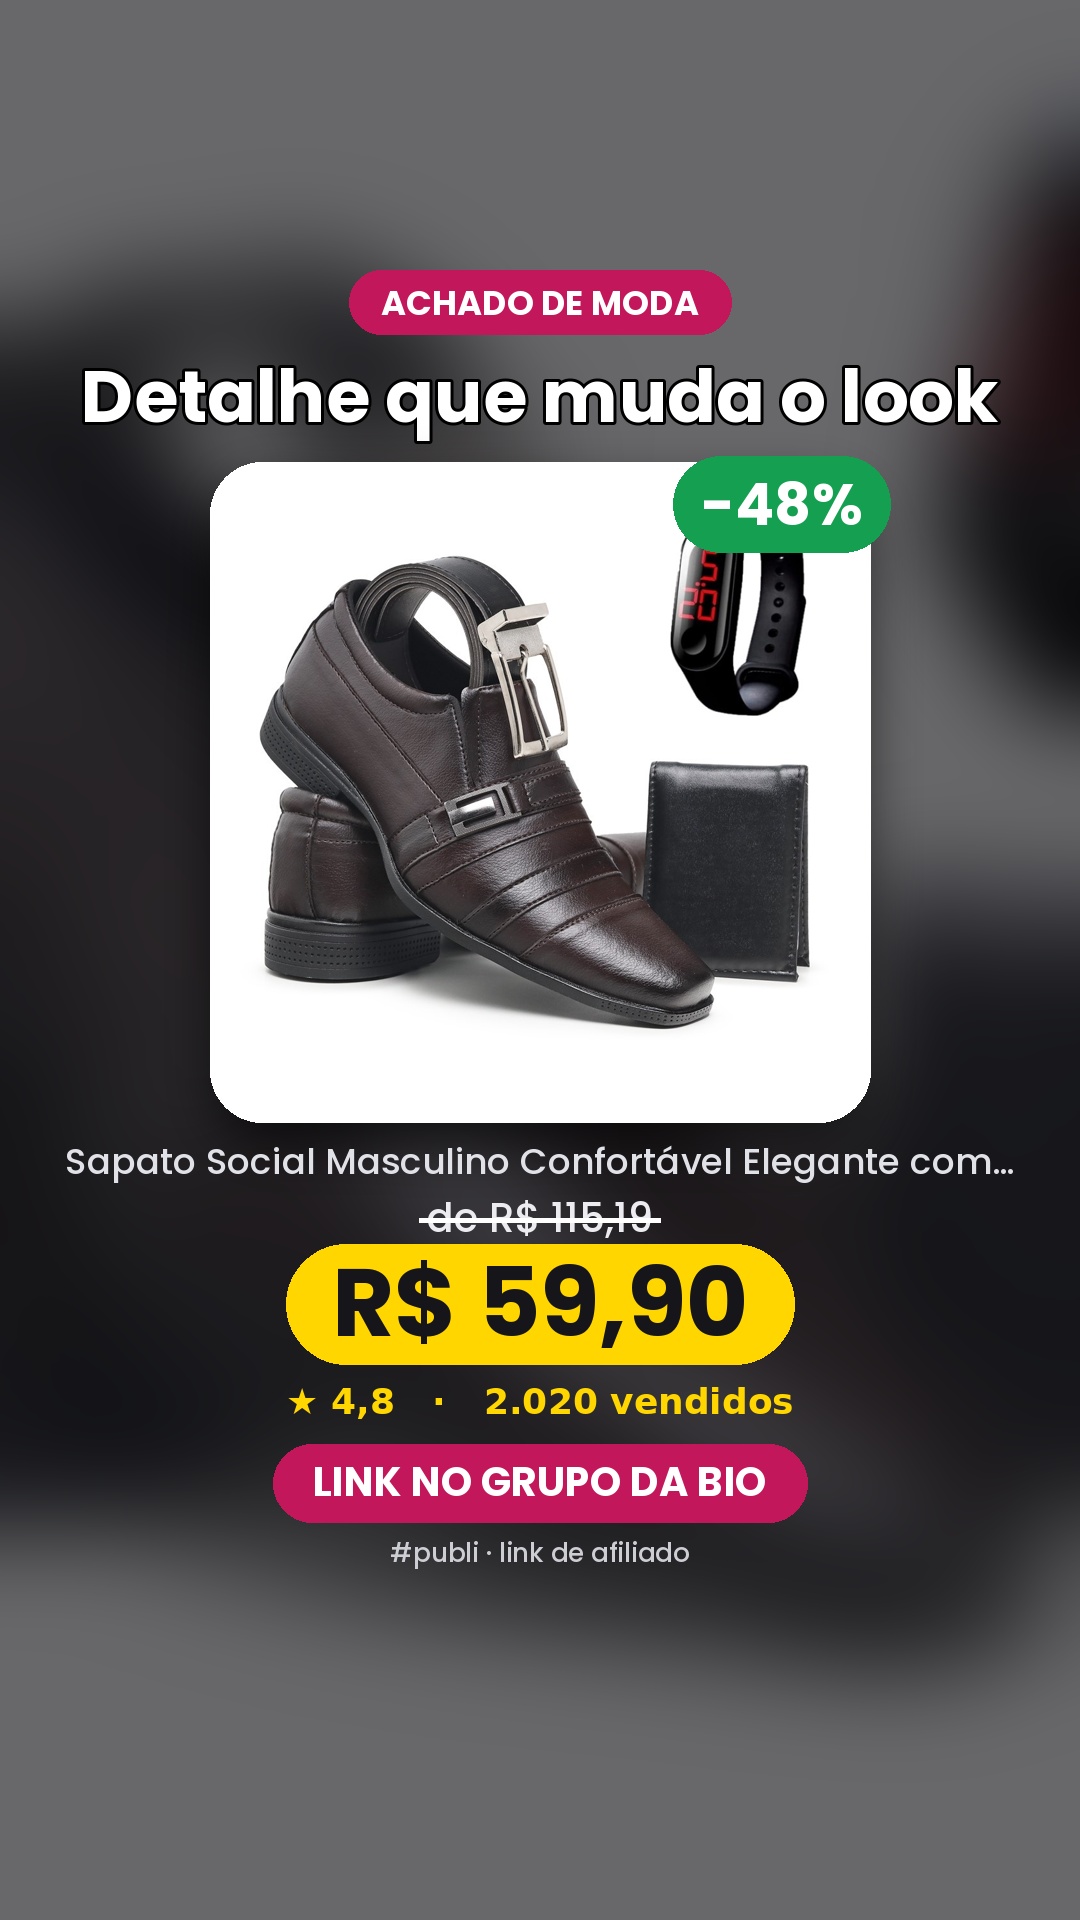 ACHADO DE MODA
Detalhe que muda o look
-48%
Sapato Social Masculino Confortável Elegante com...
de R$ 115,19
R$ 59,90
★ 4,8 · 2.020 vendidos
LINK NO GRUPO DA BIO
#publi · link de afiliado